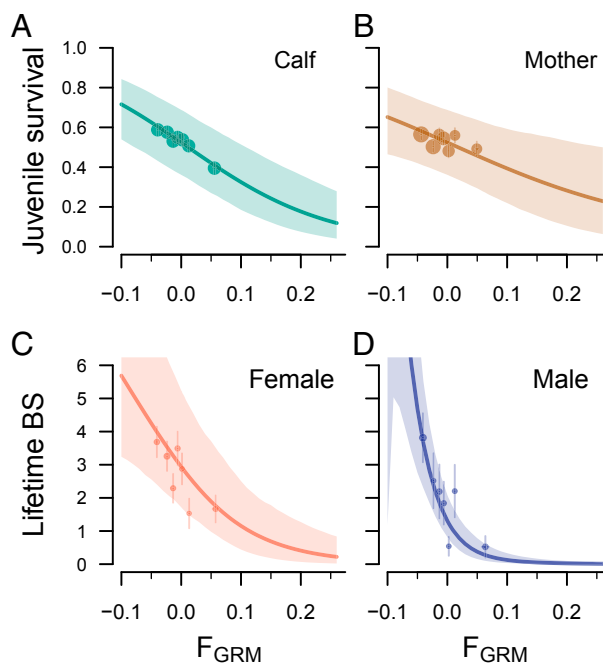 A
B
Juvenile survival
1.0
0.8
0.6
0.4
0.2
0.0
Calf
Mother
−0.1 0.0 0.1 0.2
−0.1 0.0 0.1 0.2
C
D
Lifetime BS
6
5
4
3
2
1
0
Female
Male
−0.1 0.0 0.1 0.2
−0.1 0.0 0.1 0.2
FGRM
FGRM